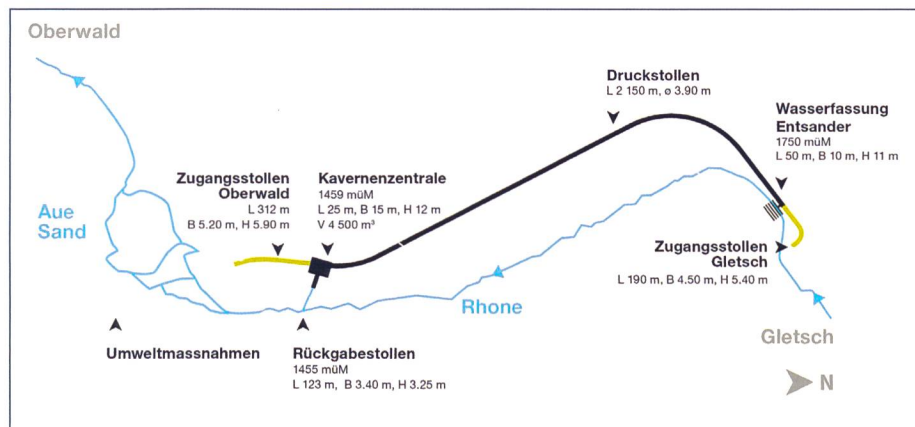 Oberwald
Druckstollen
L 2 150 m, ø 3.90 m
Wasserfassung
Entsander
1750 müM
L 50 m, B 10 m, H 11 m
Zugangsstollen
Oberwald
L 312 m
B 5.20 m, H 5.90 m
Kavernenzentrale
1459 müM
L 25 m, B 15 m, H 12 m
V 4 500 m³
Aue
Sand
Zugangsstollen
Gletsch
L 190 m, B 4.50 m, H 5.40 m
Rhone
Gletsch
Umweltmassnahmen
Rückgabestollen
1455 müM
L 123 m, B 3.40 m, H 3.25 m
N